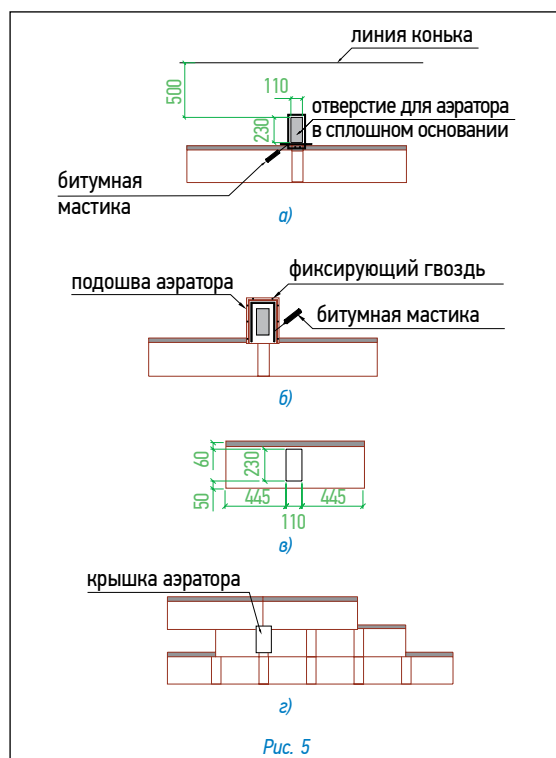 линия конька
110
500
230
отверстие для аэратора
в сплошном основании
битумная
мастика
а)
подошва аэратора
фиксирующий гвоздь
битумная мастика
б)
60
230
50
445
110
445
в)
крышка аэратора
г)
Рис. 5